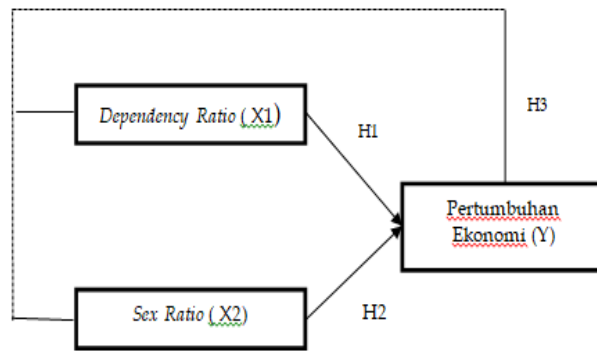 Dependency Ratio ( X1)
H1
H3
Pertumbuhan
Ekonomi (Y)
Sex Ratio ( X2)
H2